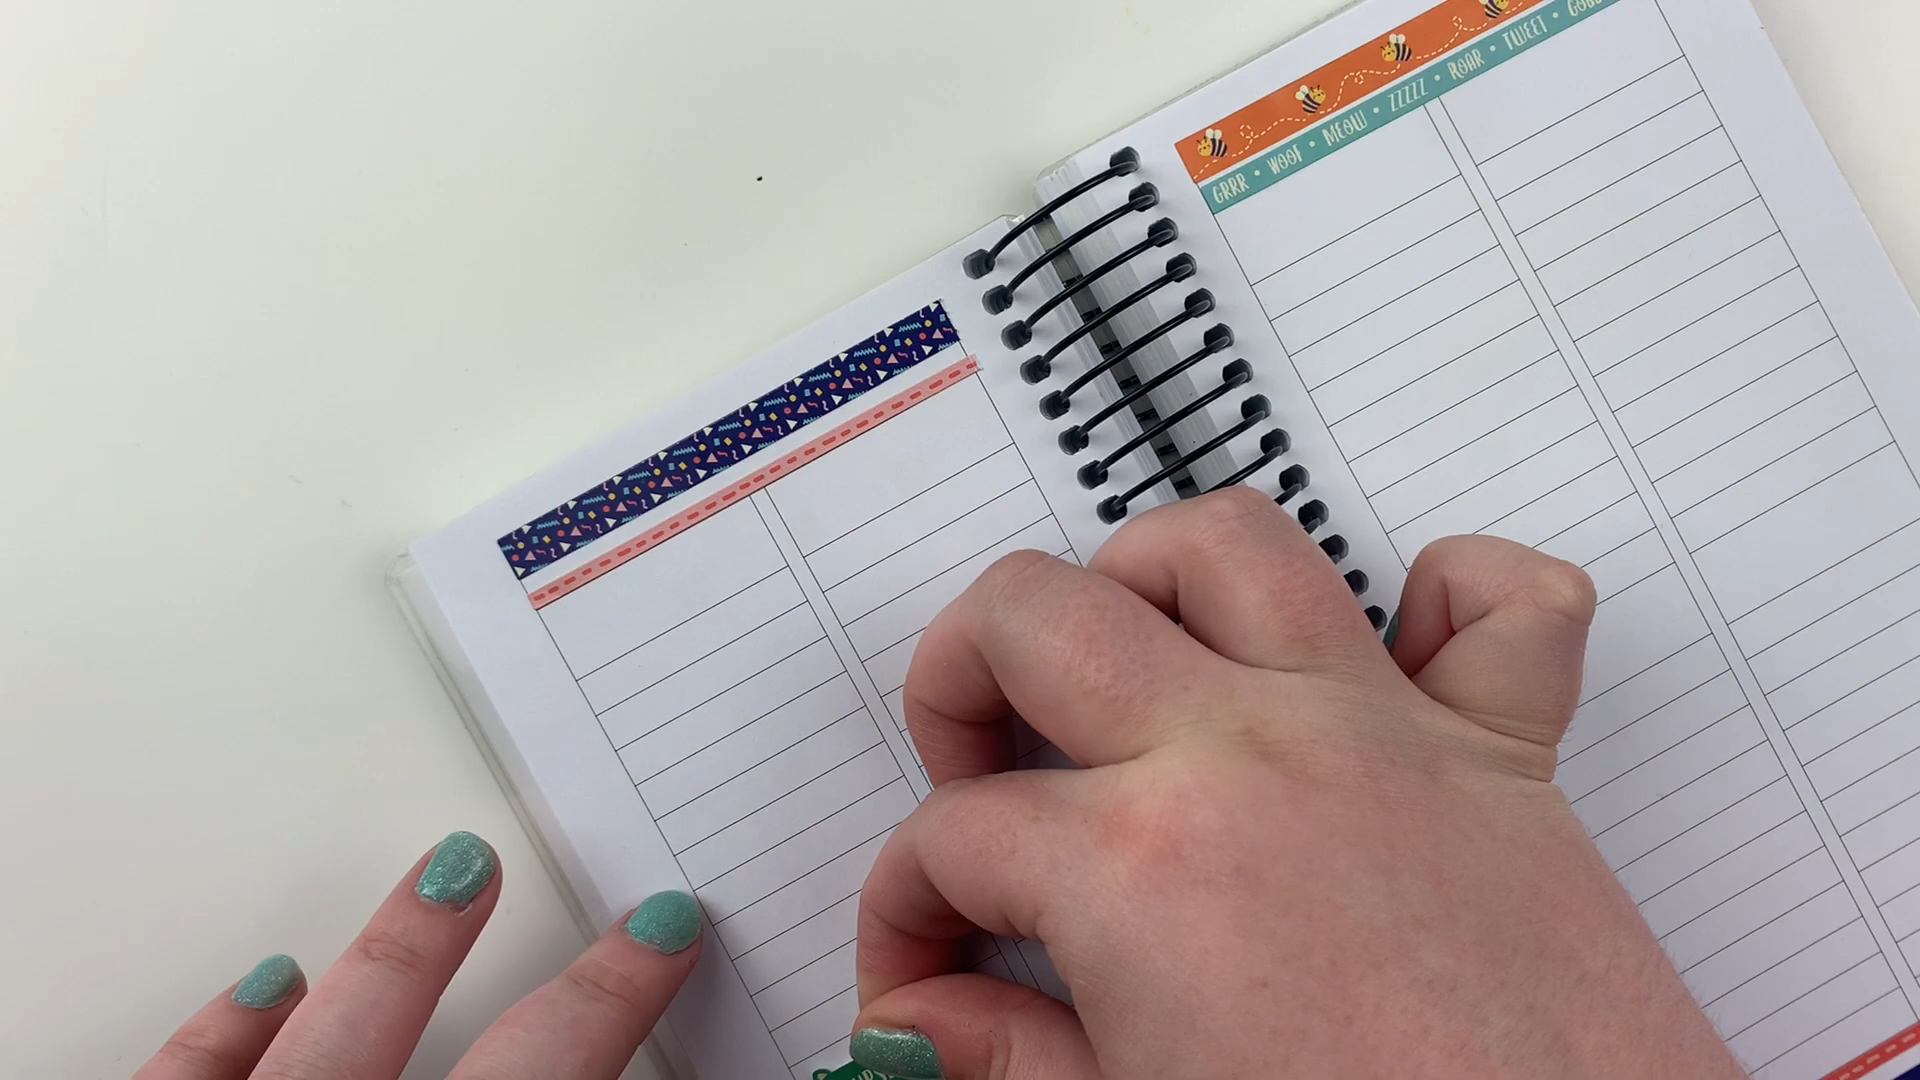 GRRR • WOOF • MEOW • ZZZZZ • ROAR • TWEET •